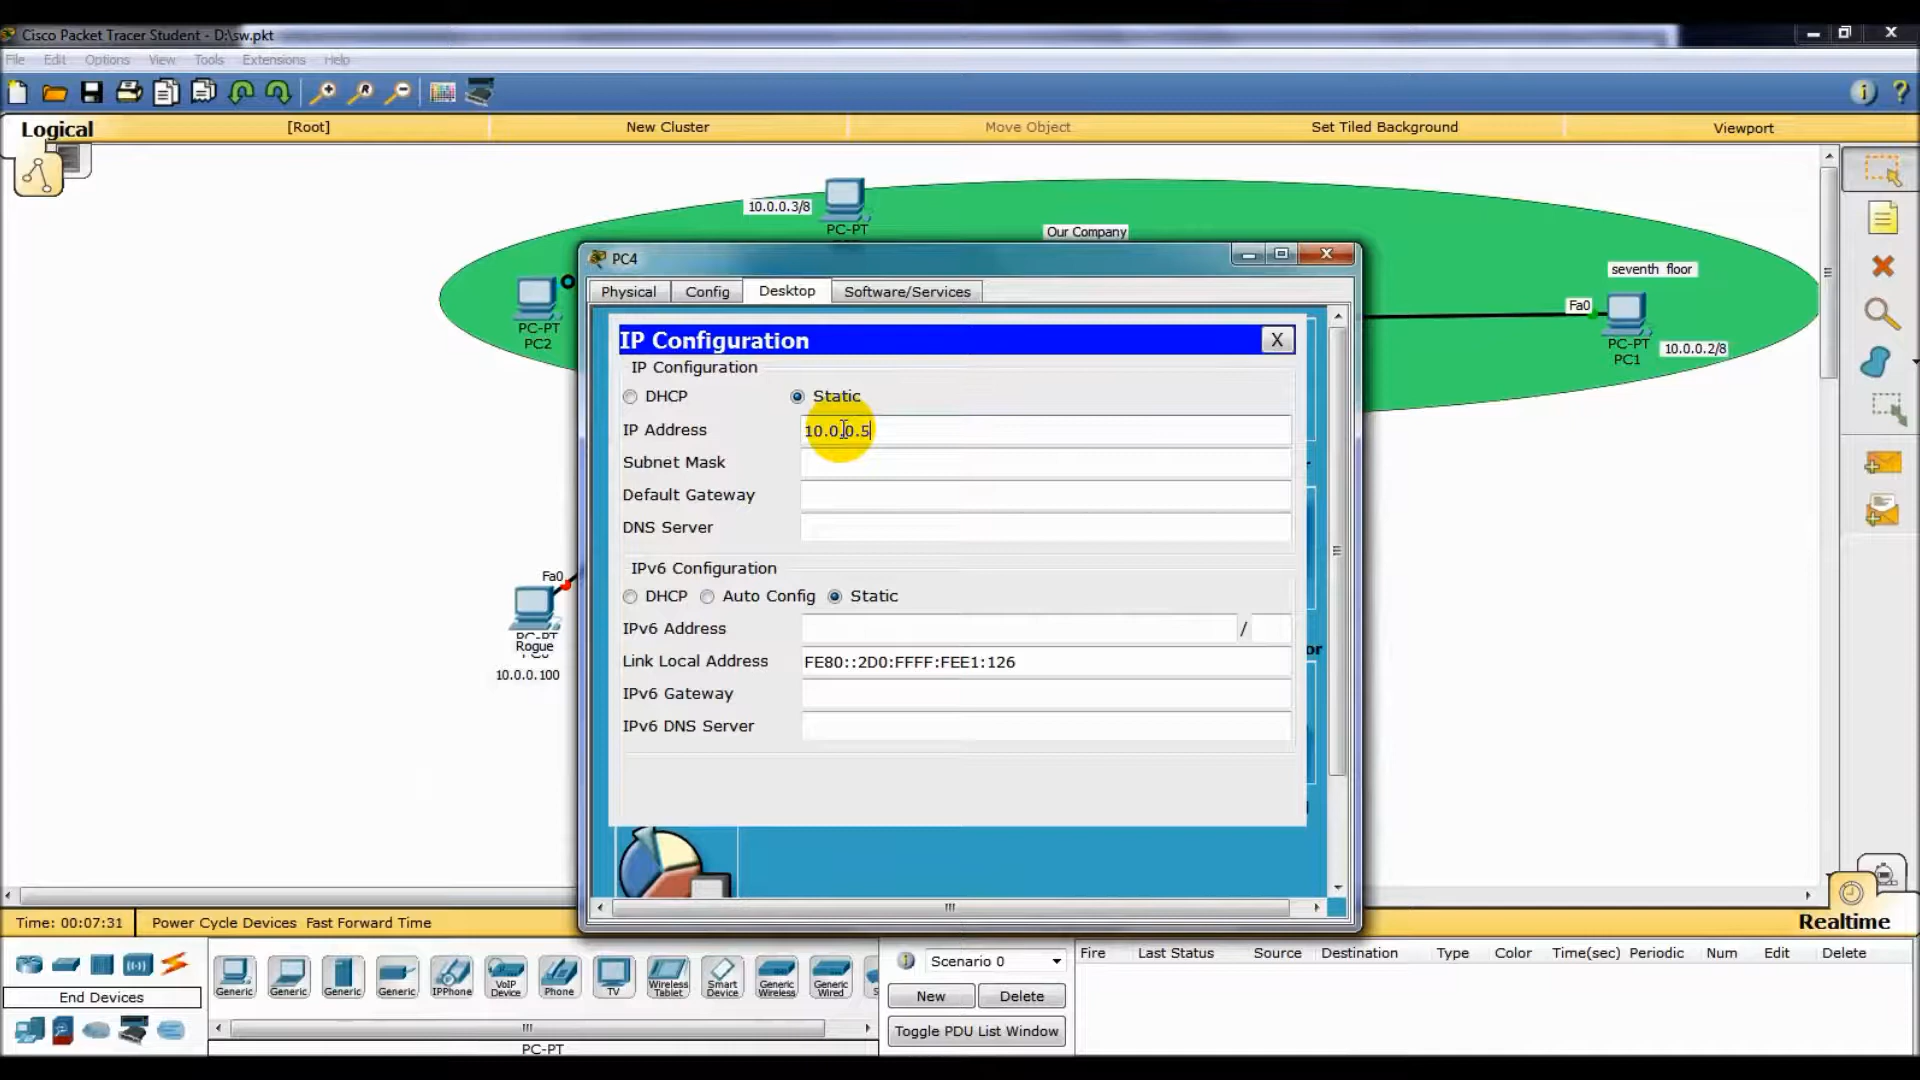 Cisco Packet Tracer Student - D:\sw.pkt
File Edit Options View Tools Extensions Help
Logical [Root] New Cluster Move Object Set Tiled Background Viewport
10.0.0.3/8
PC-PT
Our Company
PC-PT
PC2
seventh floor
Fa0
PC-PT
PC1
10.0.0.2/8
PC4
Physical Config Desktop Software/Services
IP Configuration X
IP Configuration
DHCP Static
IP Address 10.0.0.5
Subnet Mask
Default Gateway
DNS Server
IPv6 Configuration
DHCP Auto Config Static
IPv6 Address /
Link Local Address FE80::2D0:FFFF:FEE1:126
IPv6 Gateway
IPv6 DNS Server
Fa0
PC-PT
Rogue
10.0.0.100
Time: 00:07:31 Power Cycle Devices Fast Forward Time Realtime
End Devices
Generic Generic Generic Generic IPPhone VoIP Device Phone TV Wireless Tablet Smart Device Generic Wireless Generic Wired
PC-PT
Scenario 0
New Delete
Toggle PDU List Window
Fire Last Status Source Destination Type Color Time(sec) Periodic Num Edit Delete